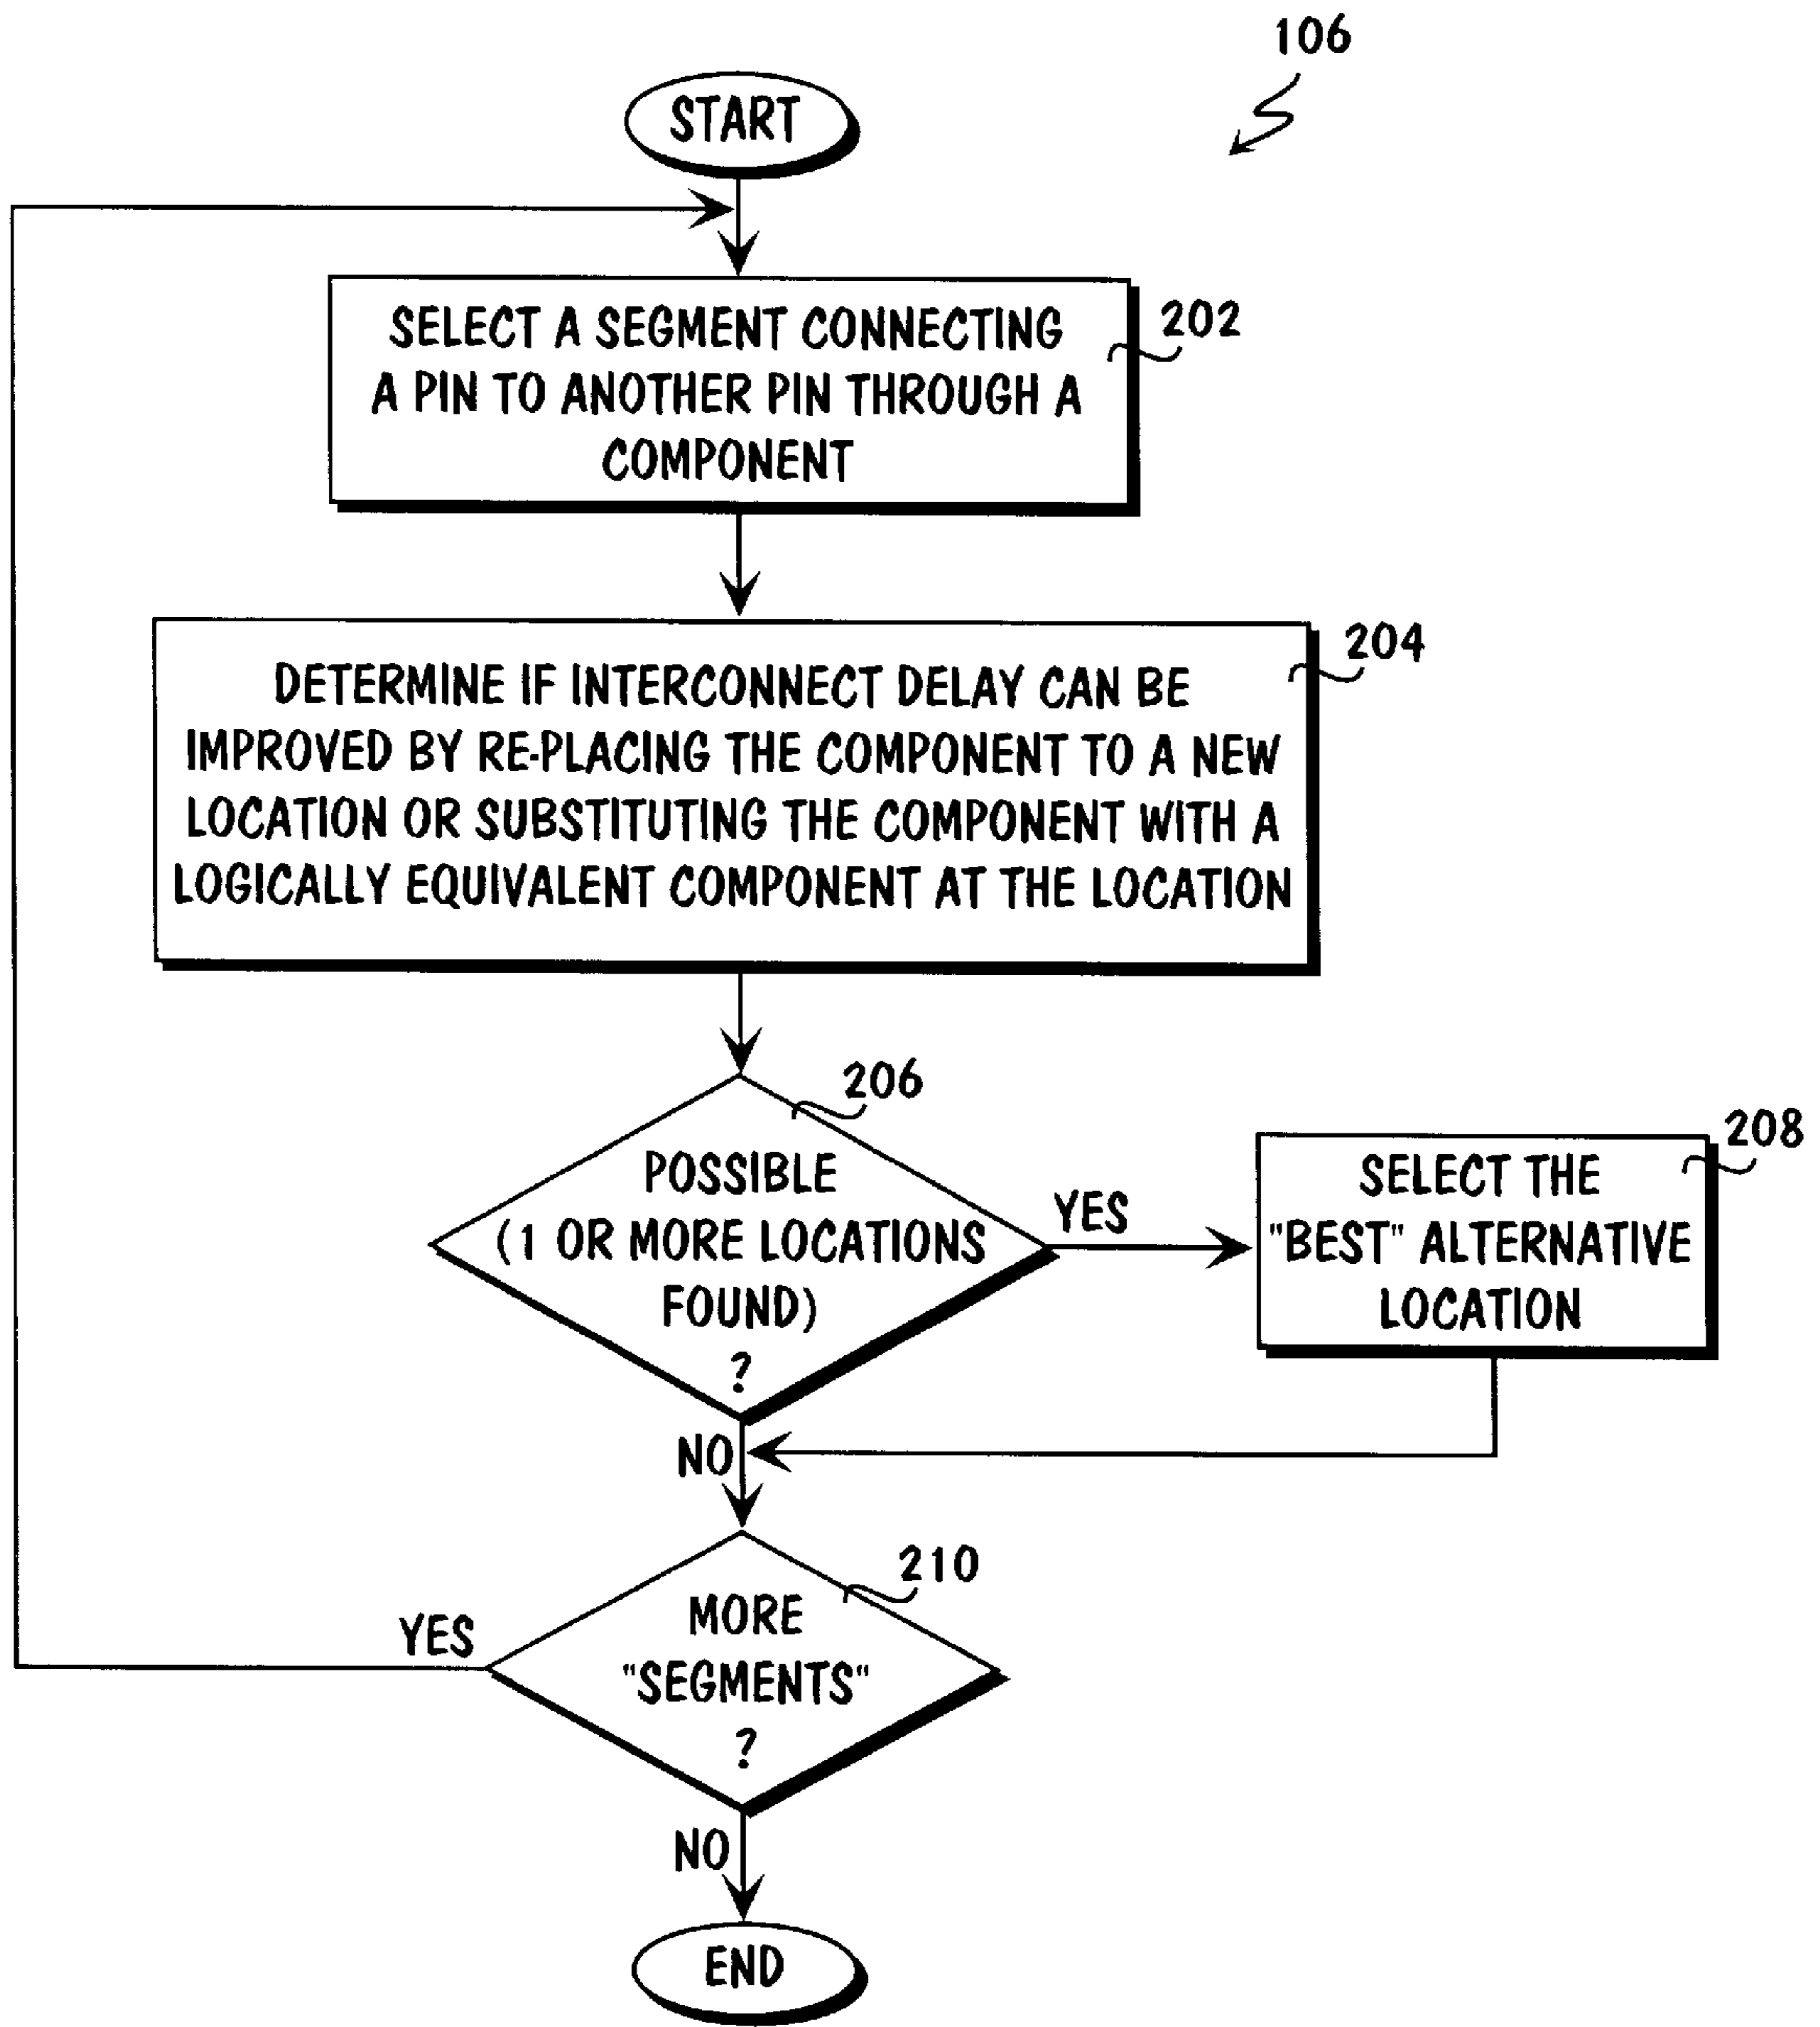 106
START
SELECT A SEGMENT CONNECTING
A PIN TO ANOTHER PIN THROUGH A
COMPONENT
202
DETERMINE IF INTERCONNECT DELAY CAN BE
IMPROVED BY RE-PLACING THE COMPONENT TO A NEW
LOCATION OR SUBSTITUTING THE COMPONENT WITH A
LOGICALLY EQUIVALENT COMPONENT AT THE LOCATION
204
206
POSSIBLE
(1 OR MORE LOCATIONS
FOUND)
?
YES
208
SELECT THE
"BEST" ALTERNATIVE
LOCATION
NO
210
MORE
"SEGMENTS"
?
YES
NO
END